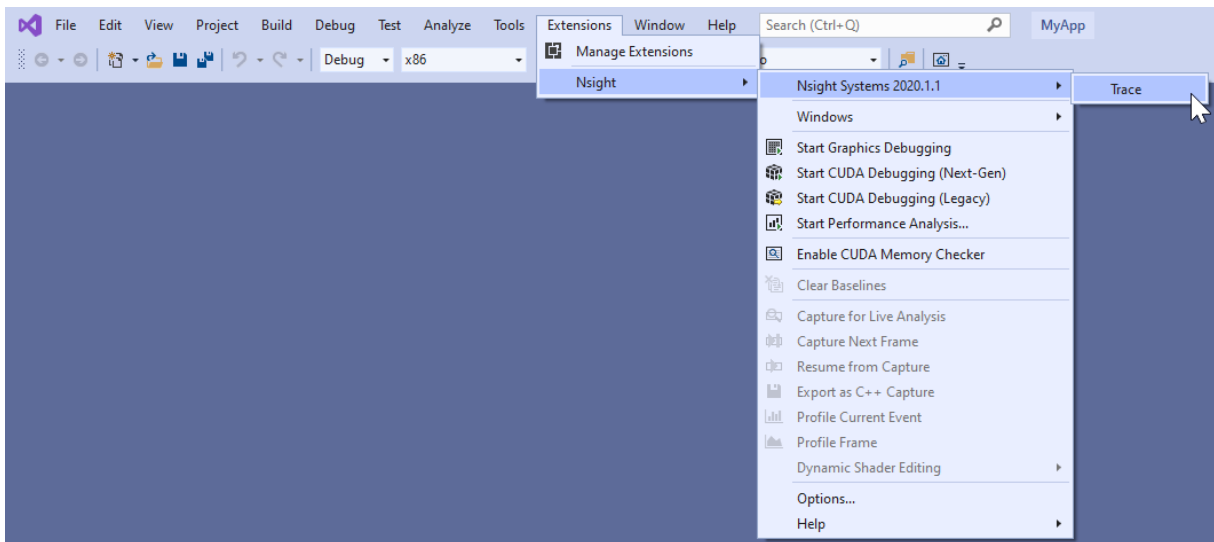 File Edit View Project Build Debug Test Analyze Tools Extensions Window Help Search (Ctrl+Q) MyApp
Debug x86 Manage Extensions
Nsight
Nsight Systems 2020.1.1 Trace
Windows
Start Graphics Debugging
Start CUDA Debugging (Next-Gen)
Start CUDA Debugging (Legacy)
Start Performance Analysis...
Enable CUDA Memory Checker
Clear Baselines
Capture for Live Analysis
Capture Next Frame
Resume from Capture
Export as C++ Capture
Profile Current Event
Profile Frame
Dynamic Shader Editing
Options...
Help